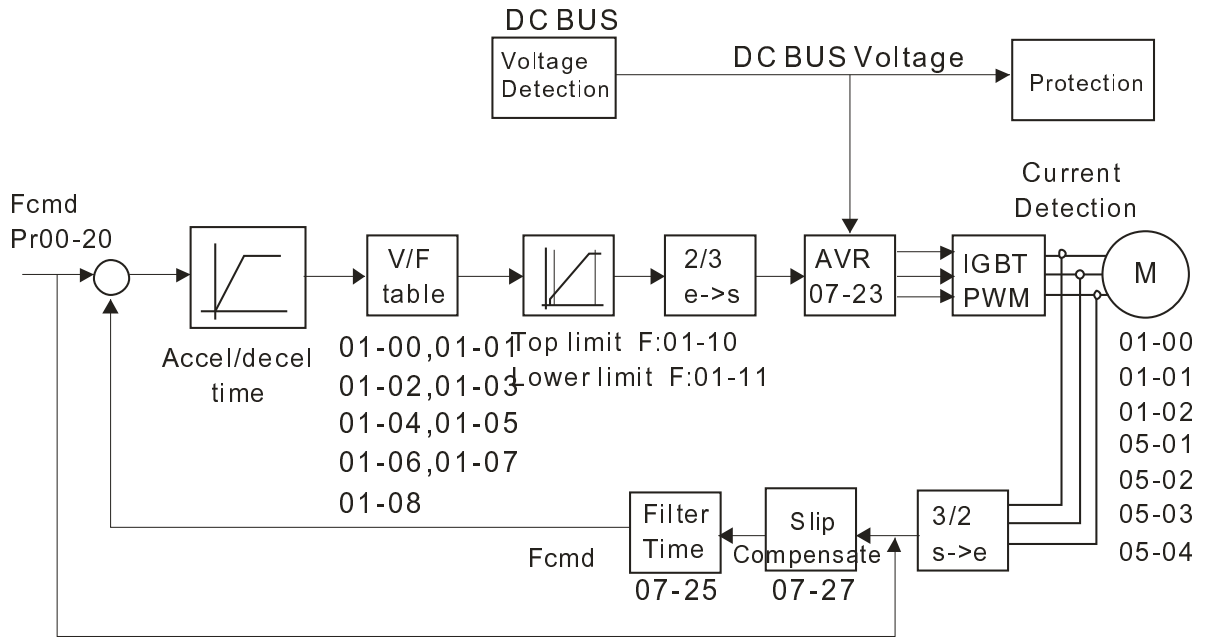 DC BUS
Voltage
Detection
DC BUS Voltage
Protection
Current
Detection
Fcmd
Pr00-20
Accel/decel
time
V/F
table
01-00,01-01
01-02,01-03
01-04,01-05
01-06,01-07
01-08
Top limit F:01-10
Lower limit F:01-11
2/3
e->s
AVR
07-23
IGBT
PWM
M
01-00
01-01
01-02
05-01
05-02
05-03
05-04
Fcmd
Filter
Time
07-25
Slip
Compensate
07-27
3/2
s->e